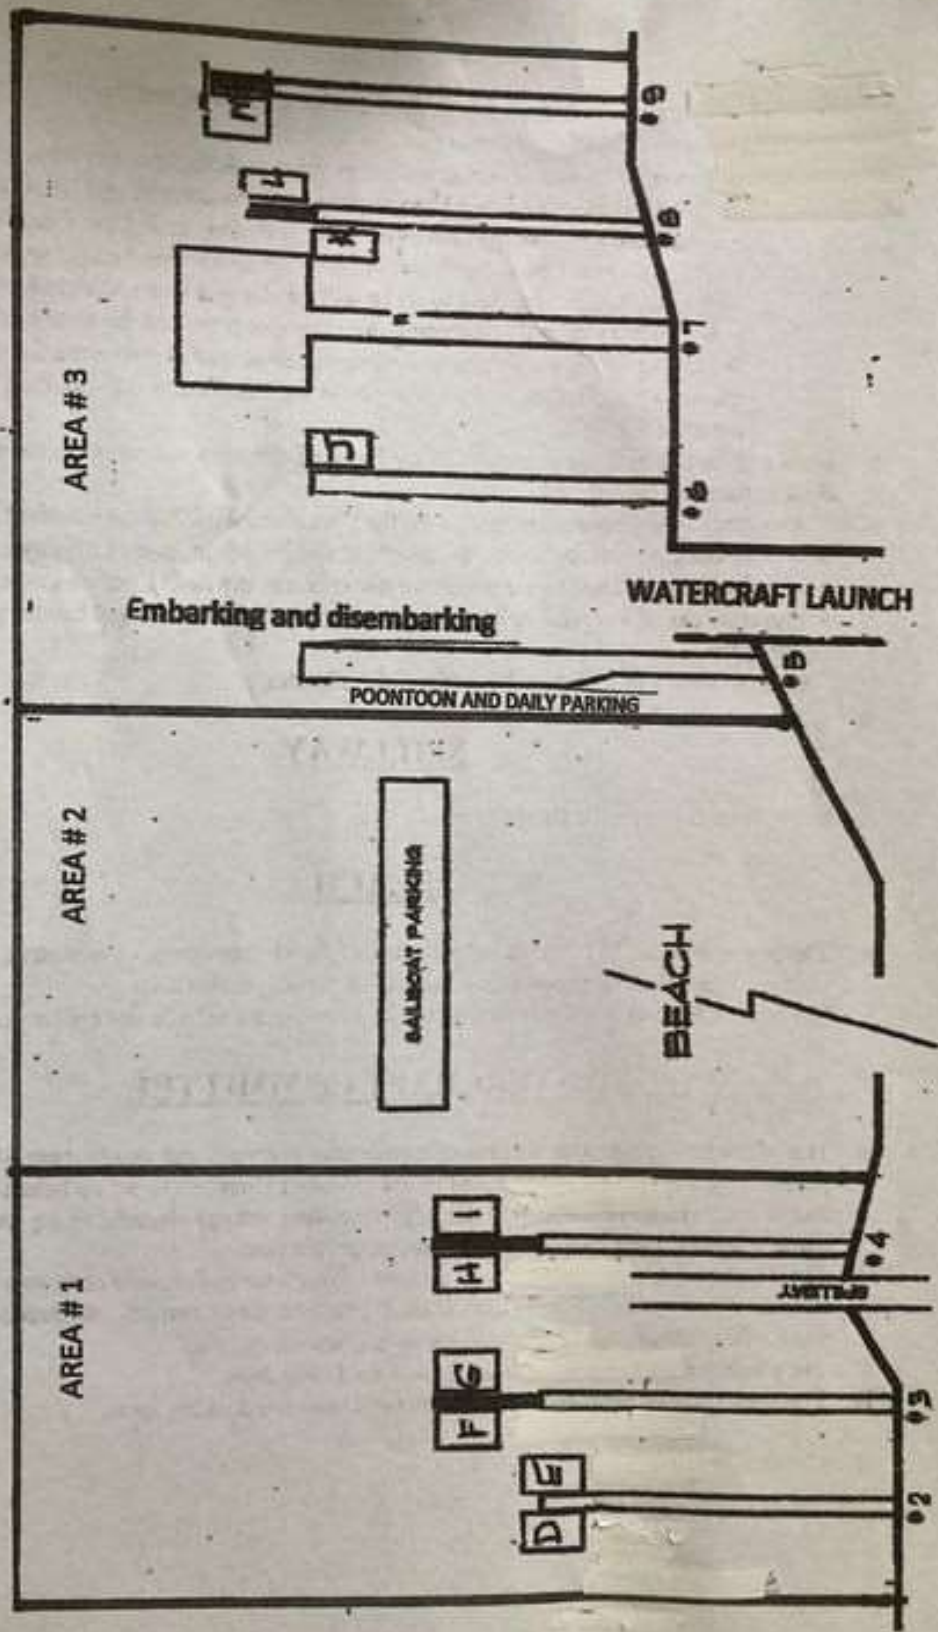 AREA # 3
AREA # 2
AREA # 1
L
K
J
9
8
7
6
WATERCRAFT LAUNCH
Embarking and disembarking
POONTOON AND DAILY PARKING
SAILBOAT PARKING
BEACH
I
H
4
SPILLWAY
G
F
3
E
D
2